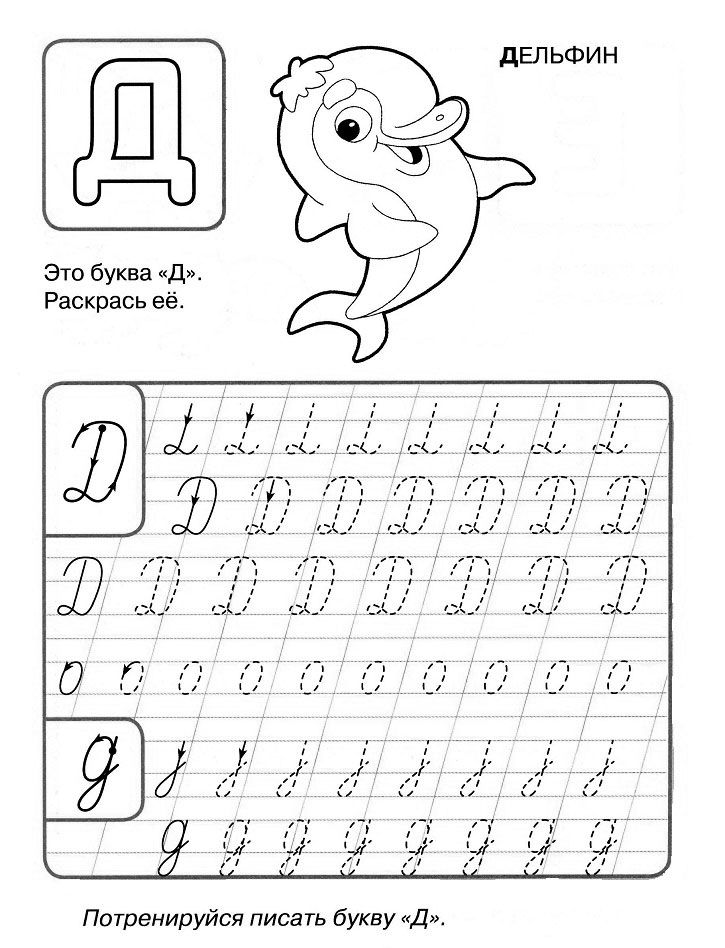 Д
ДЕЛЬФИН
Это буква «Д».
Раскрась её.
Д
Д Д Д Д Д Д Д
Д Д Д Д Д Д Д Д
о о о о о о о о о о
д
д д д д д д д д
Потренируйся писать букву «Д».